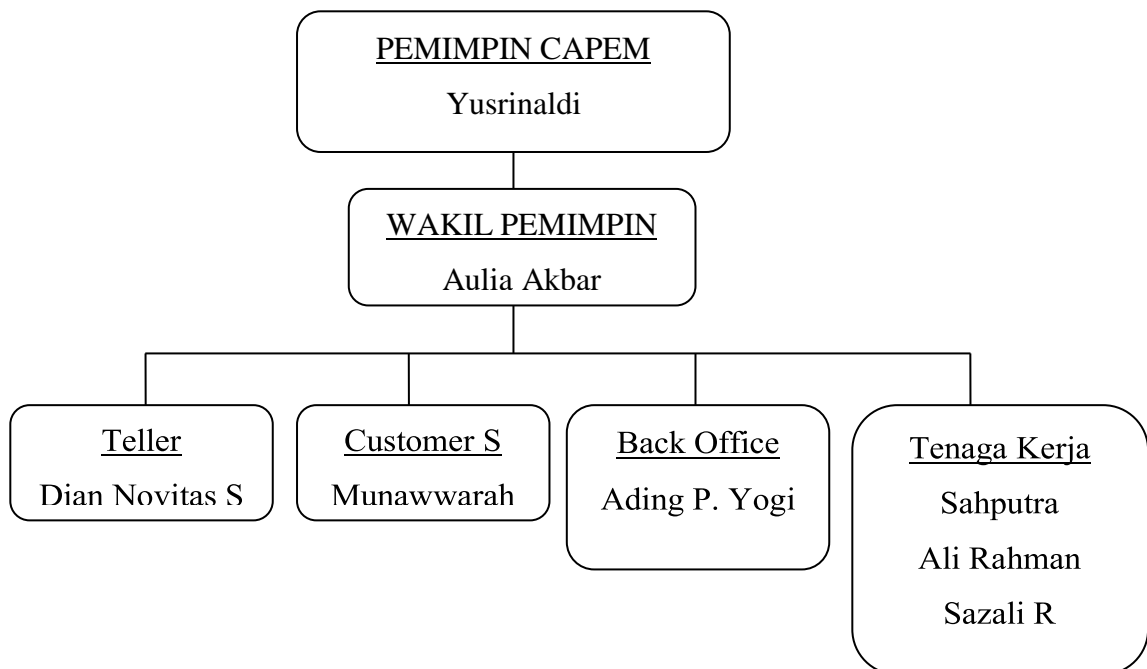 PEMIMPIN CAPEM
Yusrinaldi
WAKIL PEMIMPIN
Aulia Akbar
Teller
Dian Novitas S
Customer S
Munawwarah
Back Office
Ading P. Yogi
Tenaga Kerja
Sahputra
Ali Rahman
Sazali R